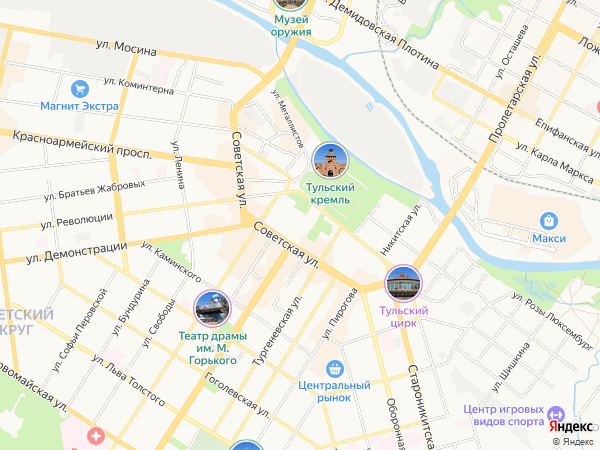 Музей
оружия
ул. Демидовская Плотина
ул. Мосина
ул. Осташева
Лож
ул. Коминтерна
Магнит Экстра
ул. Металлистов
Пролетарская ул.
Епифанская ул.
Красноармейский просп.
Советская ул.
ул. Карла Маркса
ул. Ленина
Тульский
кремль
ул. Братьев Жабровых
ул. Революции
Никитская ул.
Макси
ул. Демонстрации
Советская ул.
ул. Каминского
ул. Розы Люксембург
ЕТСКИЙ
КРУГ
ул. Софьи Перовской
ул. Бундурина
ул. Свободы
Театр драмы
им. М.
Горького
Тургеневская ул.
ул. Пирогова
Тульский
цирк
ул. Шишкина
ул. Льва Толстого
Гоголевская ул.
Центральный
рынок
Староникитска
Оборонная
вомайская ул.
Центр игровых
видов спорта
Яндекс
© Яндекс